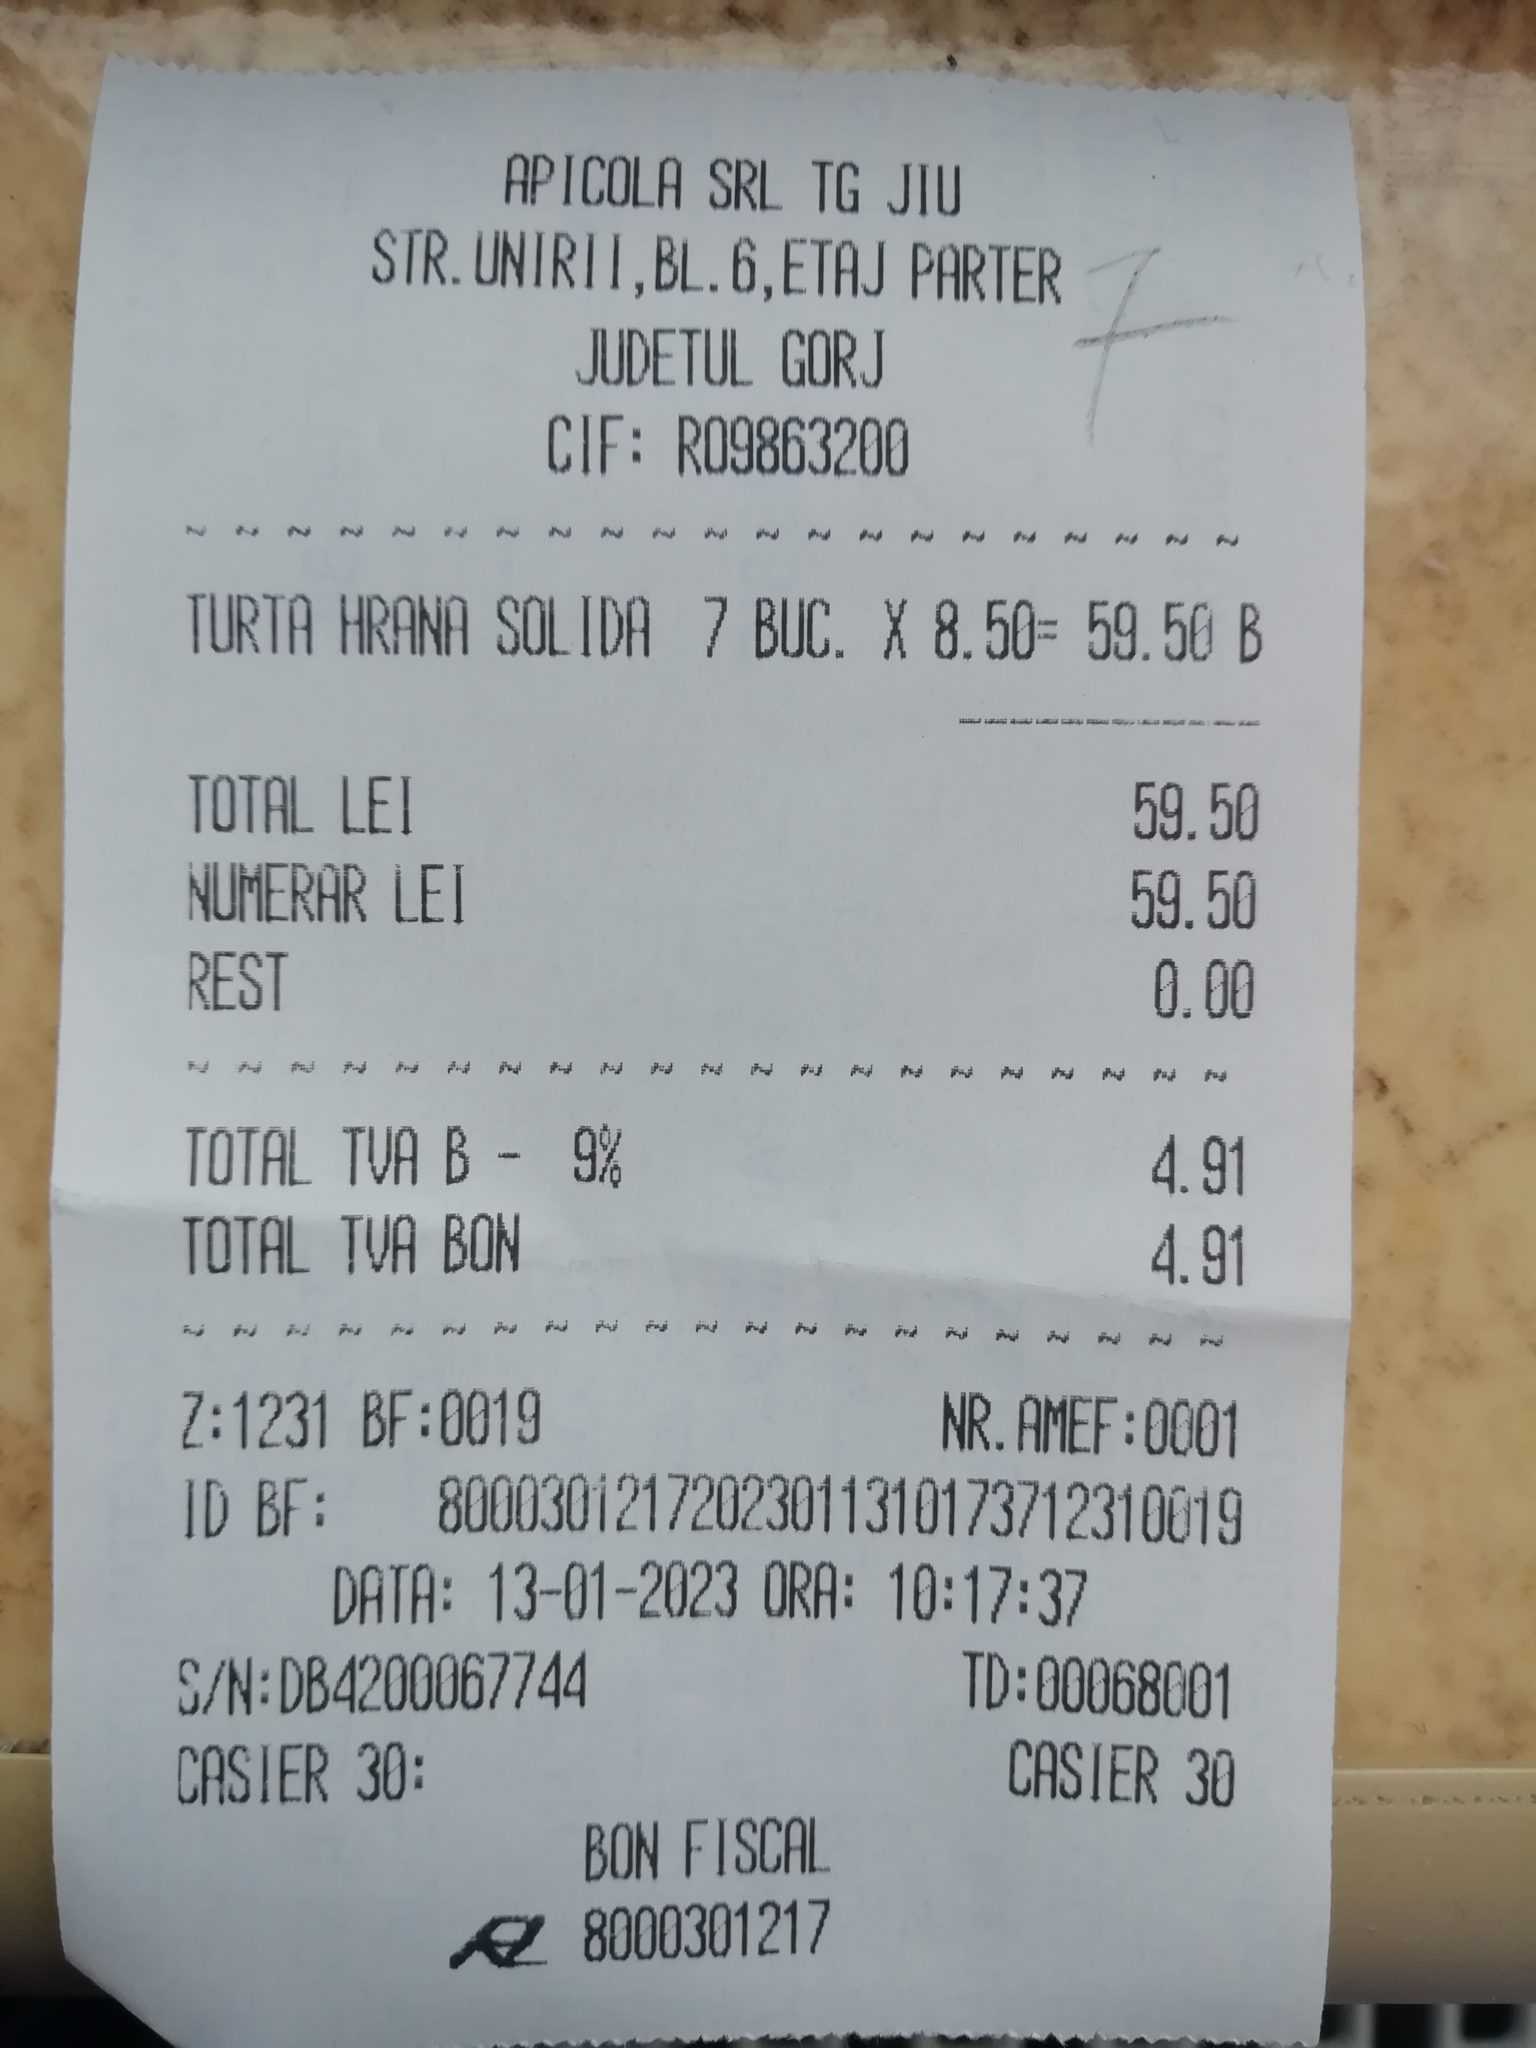 APICOLA SRL TG JIU
STR.UNIRII,BL.6,ETAJ PARTER
7
JUDETUL GORJ
CIF: RO9863200
~ ~ ~ ~ ~ ~ ~ ~ ~ ~ ~ ~ ~ ~ ~ ~ ~ ~ ~ ~ ~
TURTA HRANA SOLIDA 7 BUC. X 8.50= 59.50 B
TOTAL LEI 59.50
NUMERAR LEI 59.50
REST 0.00
~ ~ ~ ~ ~ ~ ~ ~ ~ ~ ~ ~ ~ ~ ~ ~ ~ ~ ~ ~ ~
TOTAL TVA B - 9% 4.91
TOTAL TVA BON 4.91
~ ~ ~ ~ ~ ~ ~ ~ ~ ~ ~ ~ ~ ~ ~ ~ ~ ~ ~ ~ ~
Z:1231 BF:0019 NR.AMEF:0001
ID BF: 80003012172023011310173712310019
DATA: 13-01-2023 ORA: 10:17:37
S/N:DB4200067744 TD:00068001
CASIER 30: CASIER 30
BON FISCAL
8000301217